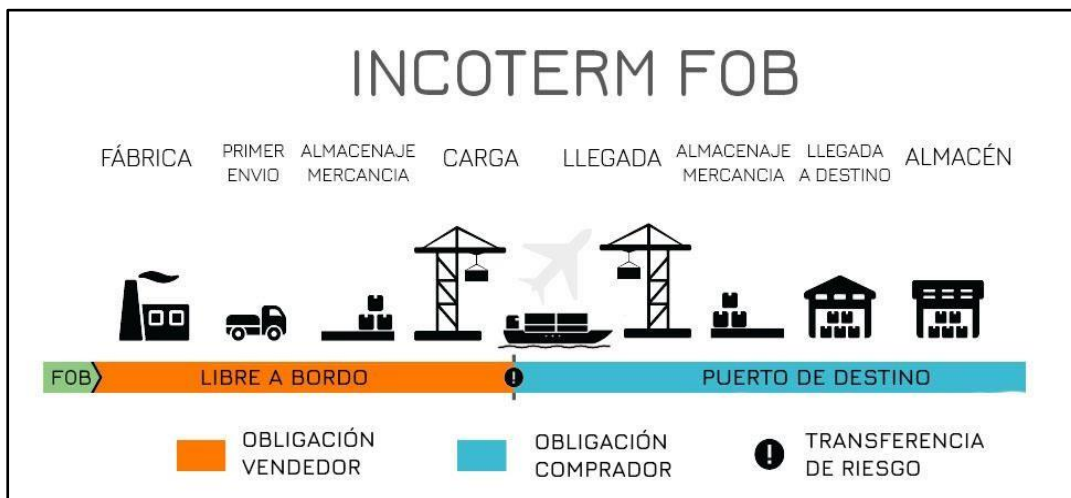 INCOTERM FOB
FÁBRICA
PRIMER
ENVIO
ALMACENAJE
MERCANCIA
CARGA
LLEGADA
ALMACENAJE
MERCANCIA
LLEGADA
A DESTINO
ALMACÉN
FOB
LIBRE A BORDO
PUERTO DE DESTINO
OBLIGACIÓN
VENDEDOR
OBLIGACIÓN
COMPRADOR
TRANSFERENCIA
DE RIESGO